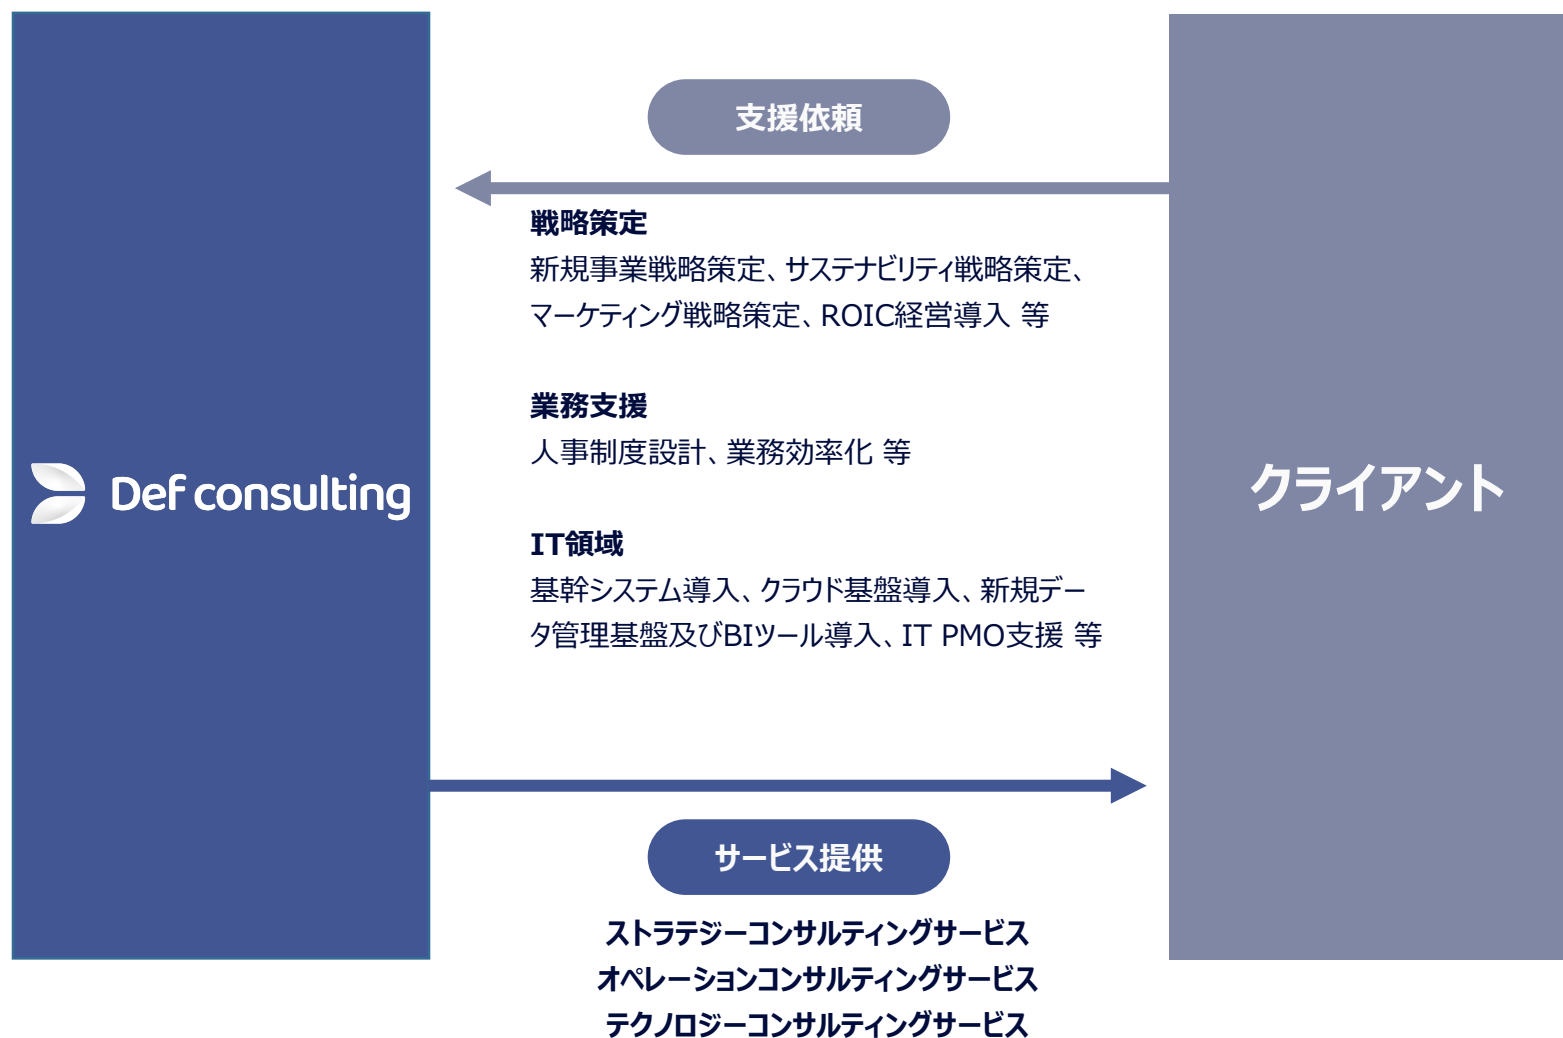 支援依頼
戦略策定
新規事業戦略策定、サステナビリティ戦略策定、
マーケティング戦略策定、ROIC経営導入 等
業務支援
人事制度設計、業務効率化 等
Def consulting
クライアント
IT領域
基幹システム導入、クラウド基盤導入、新規デー
タ管理基盤及びBIツール導入、IT PMO支援 等
サービス提供
ストラテジーコンサルティングサービス
オペレーションコンサルティングサービス
テクノロジーコンサルティングサービス